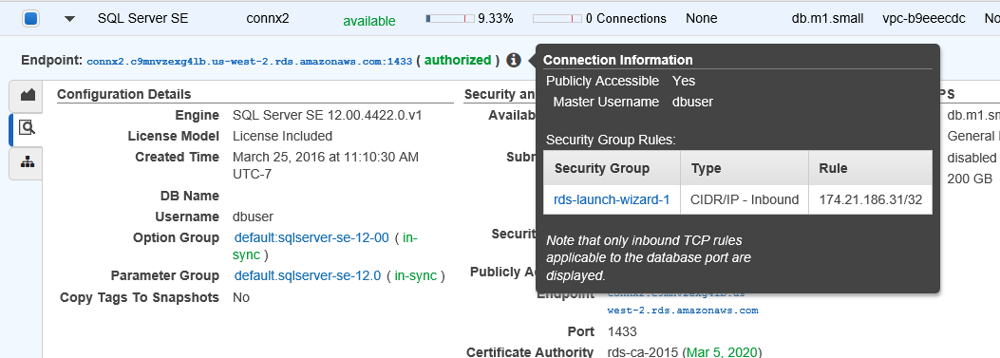 SQL Server SE connx2 available 9.33% 0 Connections None db.m1.small vpc-b9eeecdc No
Endpoint: connx2.c9mnvzexg4lb.us-west-2.rds.amazonaws.com:1433 ( authorized )
Connection Information
Publicly Accessible Yes
Master Username dbuser
Security Group Rules:
Security Group Type Rule
rds-launch-wizard-1 CIDR/IP - Inbound 174.21.186.31/32
Note that only inbound TCP rules
applicable to the database port are
displayed.
Configuration Details
Engine SQL Server SE 12.00.4422.0.v1
License Model License Included
Created Time March 25, 2016 at 11:10:30 AM
UTC-7
DB Name
Username dbuser
Option Group default:sqlserver-se-12-00 ( in-
sync )
Parameter Group default:sqlserver-se-12.0 ( in-sync )
Copy Tags To Snapshots No
Security an
Availa
Subn
Securit
Publicly A
Endpoint connx2.c9mnvzexg4lb.us-
west-2.rds.amazonaws.com
Port 1433
Certificate Authority rds-ca-2015 (Mar 5, 2020)
PS
db.m1.sm
General
disabled
200 GB